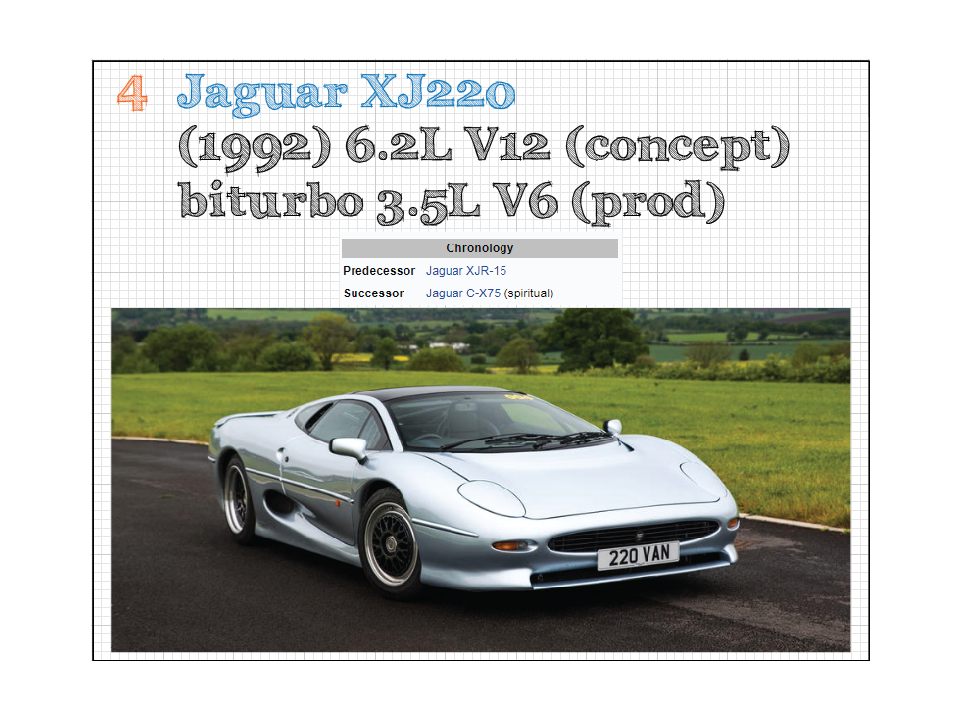 4 Jaguar XJ220
(1992) 6.2L V12 (concept)
biturbo 3.5L V6 (prod)
Chronology
Predecessor Jaguar XJR-15
Successor Jaguar C-X75 (spiritual)
220 VAN